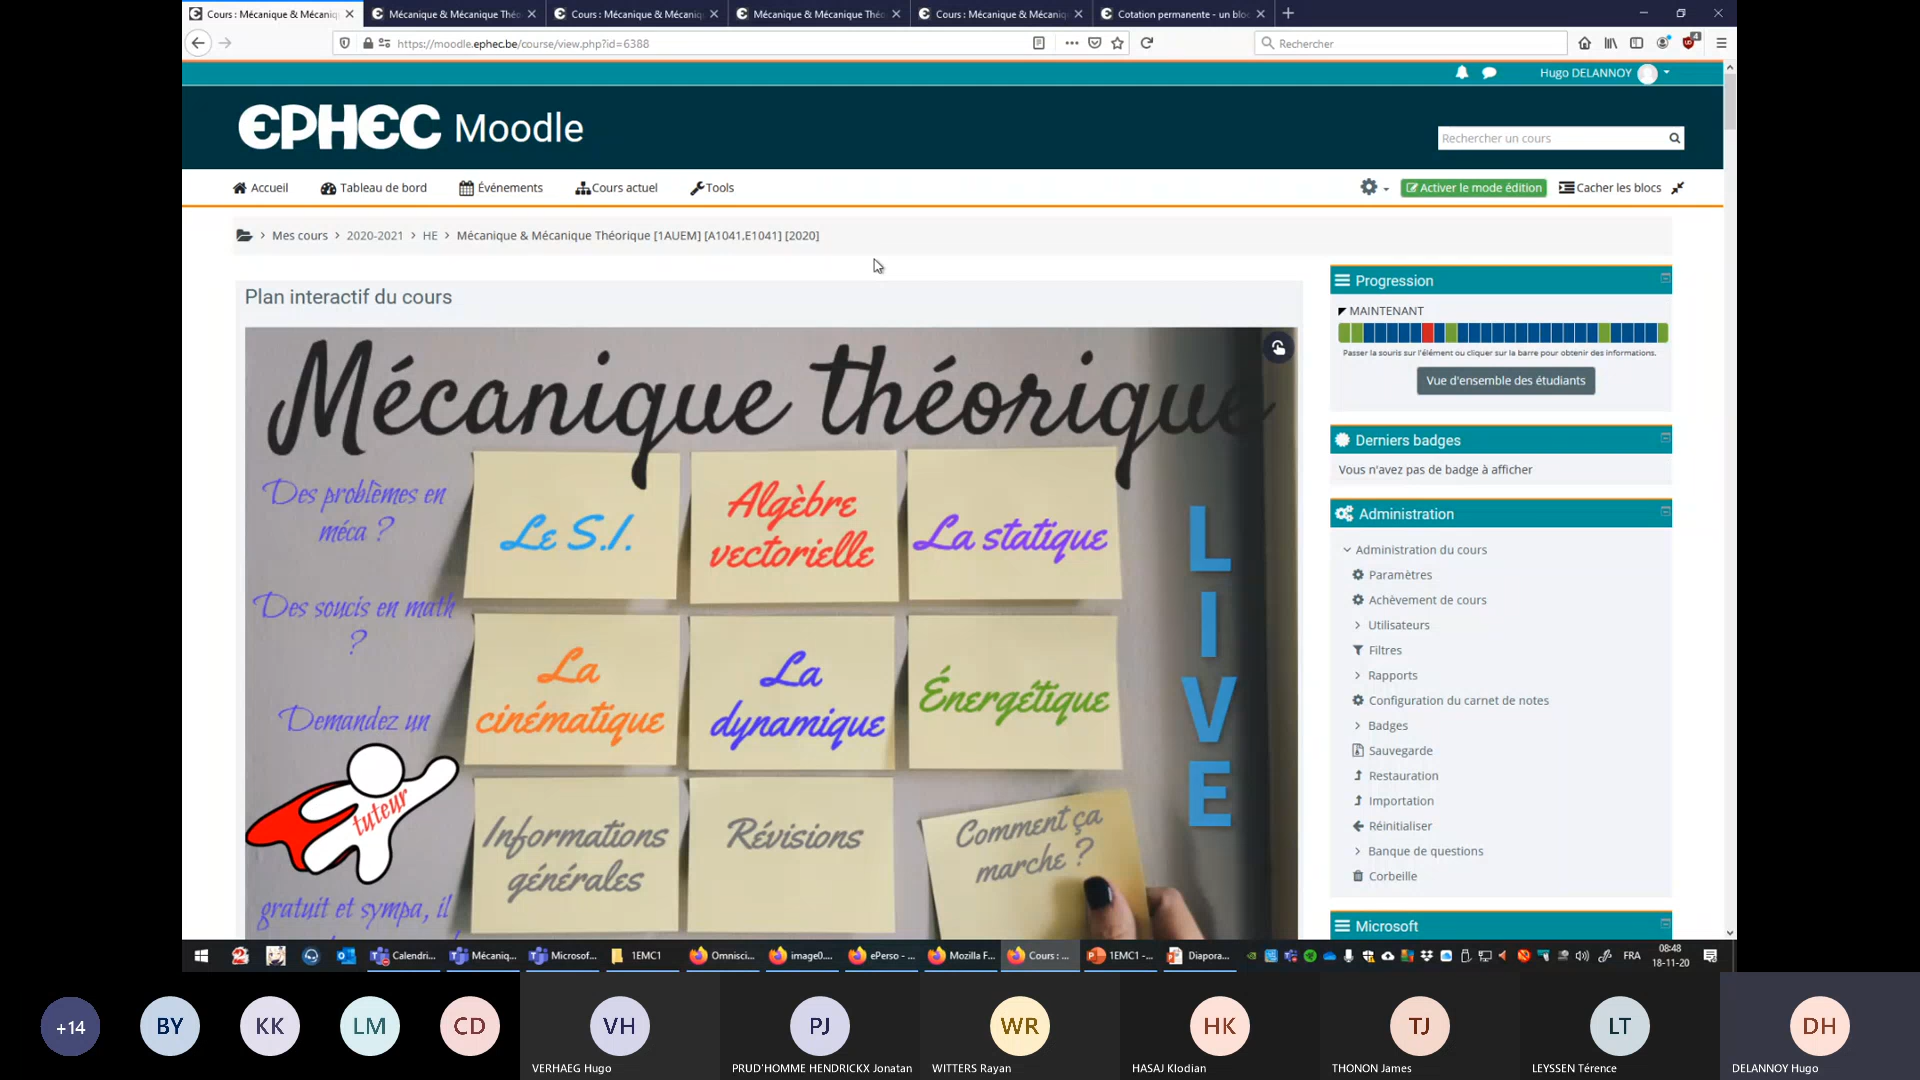 Cours : Mécanique & Mécaniq
Mécanique & Mécanique Théo
Cours : Mécanique & Mécaniq
Mécanique & Mécanique Théo
Cours : Mécanique & Mécaniq
Cotation permanente - un blo
https://moodle.ephec.be/course/view.php?id=6388
Rechercher
4
Hugo DELANNOY
EPHEC Moodle
Rechercher un cours
Accueil
Tableau de bord
Événements
Cours actuel
Tools
Activer le mode édition
Cacher les blocs
Mes cours
2020-2021
HE
Mécanique & Mécanique Théorique [1AUEM] [A1041,E1041] [2020]
Plan interactif du cours
Mécanique théorique
Des problèmes en
méca ?
Des soucis en math
?
Demandez un
tuteur
gratuit et sympa, il
Le S.I.
Algèbre
vectorielle
La statique
La
cinématique
La
dynamique
Énergétique
Informations
générales
Révisions
Comment ça
marche ?
LIVE
Progression
MAINTENANT
Passer la souris sur l'élément ou cliquer sur la barre pour obtenir des informations.
Vue d'ensemble des étudiants
Derniers badges
Vous n'avez pas de badge à afficher
Administration
Administration du cours
Paramètres
Achèvement de cours
Utilisateurs
Filtres
Rapports
Configuration du carnet de notes
Badges
Sauvegarde
Restauration
Importation
Réinitialiser
Banque de questions
Corbeille
Microsoft
Calendri...
Mécaniq...
Microsof...
1EMC1
Omnisci...
image0....
ePerso - ...
Mozilla F...
Cours : ...
1EMC1 -...
Diapora...
FRA
08:48
18-11-20
+14
BY
KK
LM
CD
VH
VERHAEG Hugo
PJ
PRUD'HOMME HENDRICKX Jonatan
WR
WITTERS Rayan
HK
HASAJ Klodian
TJ
THONON James
LT
LEYSSEN Térence
DH
DELANNOY Hugo